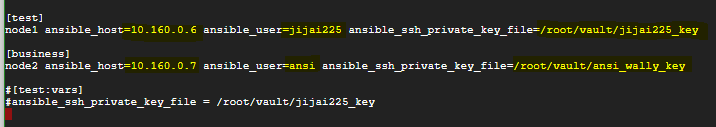 [test]
node1 ansible_host=10.160.0.6 ansible_user=jijai225 ansible_ssh_private_key_file=/root/vault/jijai225_key
[business]
node2 ansible_host=10.160.0.7 ansible_user=ansi ansible_ssh_private_key_file=/root/vault/ansi_wally_key
#[test:vars]
#ansible_ssh_private_key_file = /root/vault/jijai225_key